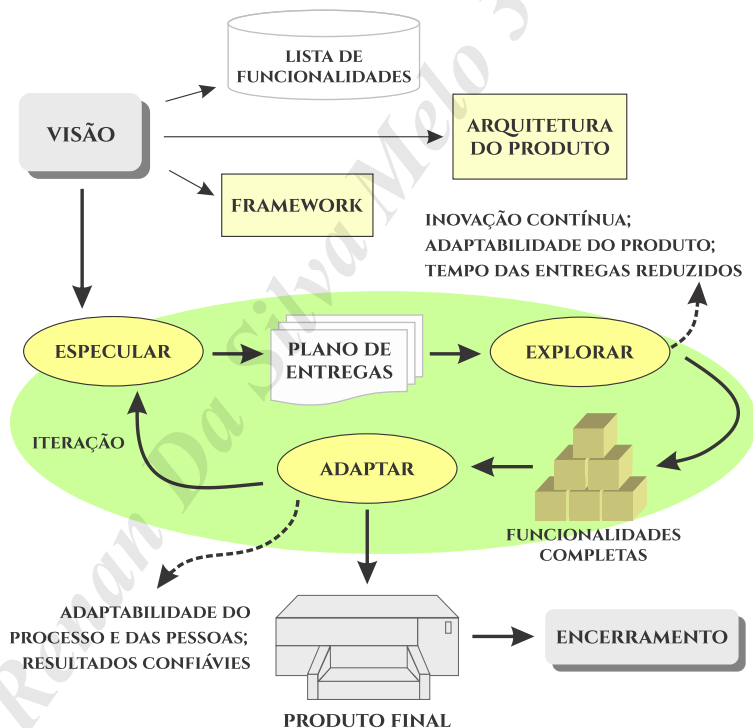 LISTA DE
FUNCIONALIDADES
VISÃO
ARQUITETURA
DO PRODUTO
FRAMEWORK
INOVAÇÃO CONTÍNUA;
ADAPTABILIDADE DO PRODUTO;
TEMPO DAS ENTREGAS REDUZIDOS
ESPECULAR
PLANO DE
ENTREGAS
EXPLORAR
ITERAÇÃO
ADAPTAR
FUNCIONALIDADES
COMPLETAS
ADAPTABILIDADE DO
PROCESSO E DAS PESSOAS;
RESULTADOS CONFIÁVIES
ENCERRAMENTO
PRODUTO FINAL
Renan Da Silva Melo 3